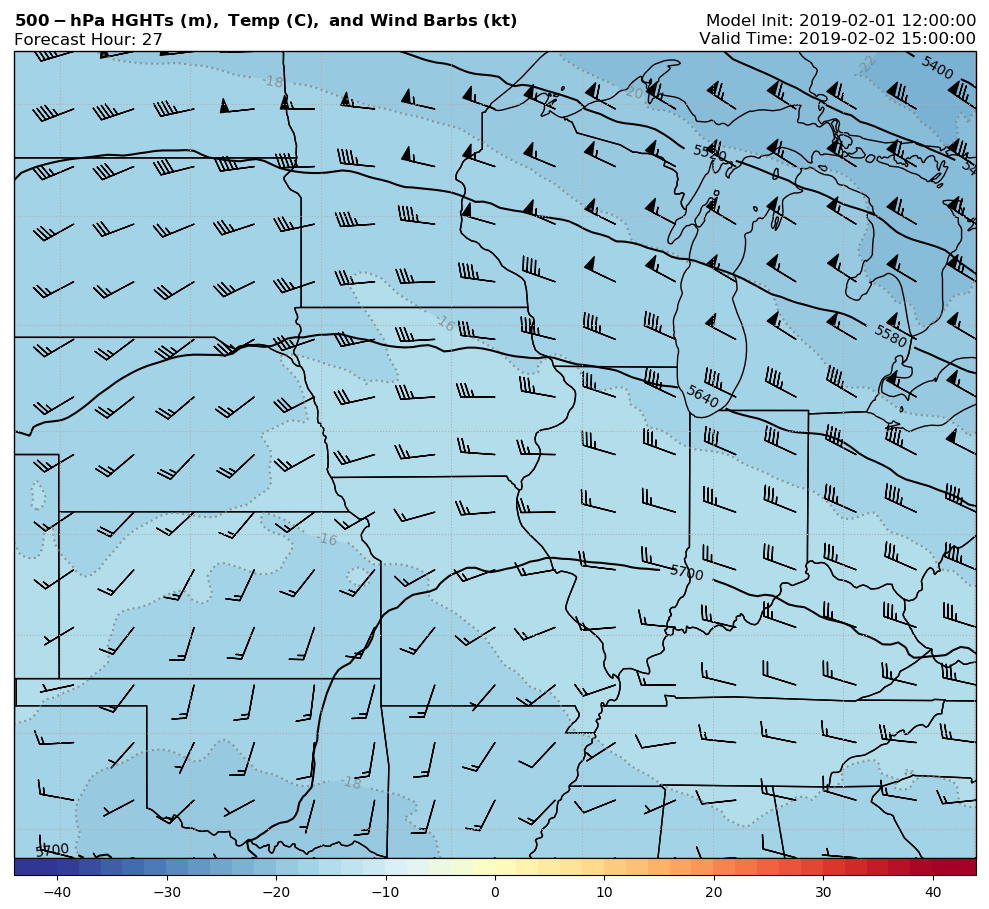 500−hPa HGHTs (m), Temp (C), and Wind Barbs (kt)
Model Init: 2019-02-01 12:00:00
Forecast Hour: 27
Valid Time: 2019-02-02 15:00:00
5400
-22
-18
-20
5520
5580
-16
5640
-16
5700
-18
5700
−40 −30 −20 −10 0 10 20 30 40